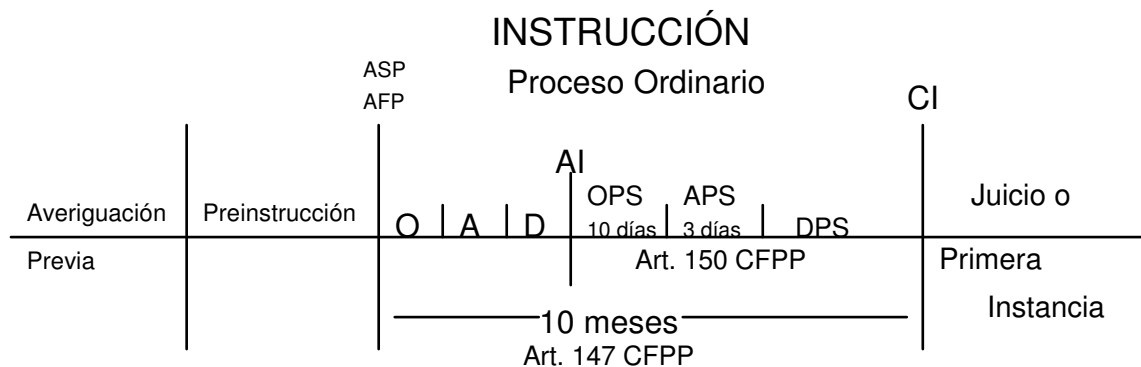 INSTRUCCIÓN
Proceso Ordinario
ASP
AFP
CI
AI
Averiguación
Previa
Preinstrucción
O A D
OPS
10 días
APS
3 días
DPS
Art. 150 CFPP
Juicio o
Primera
Instancia
10 meses
Art. 147 CFPP